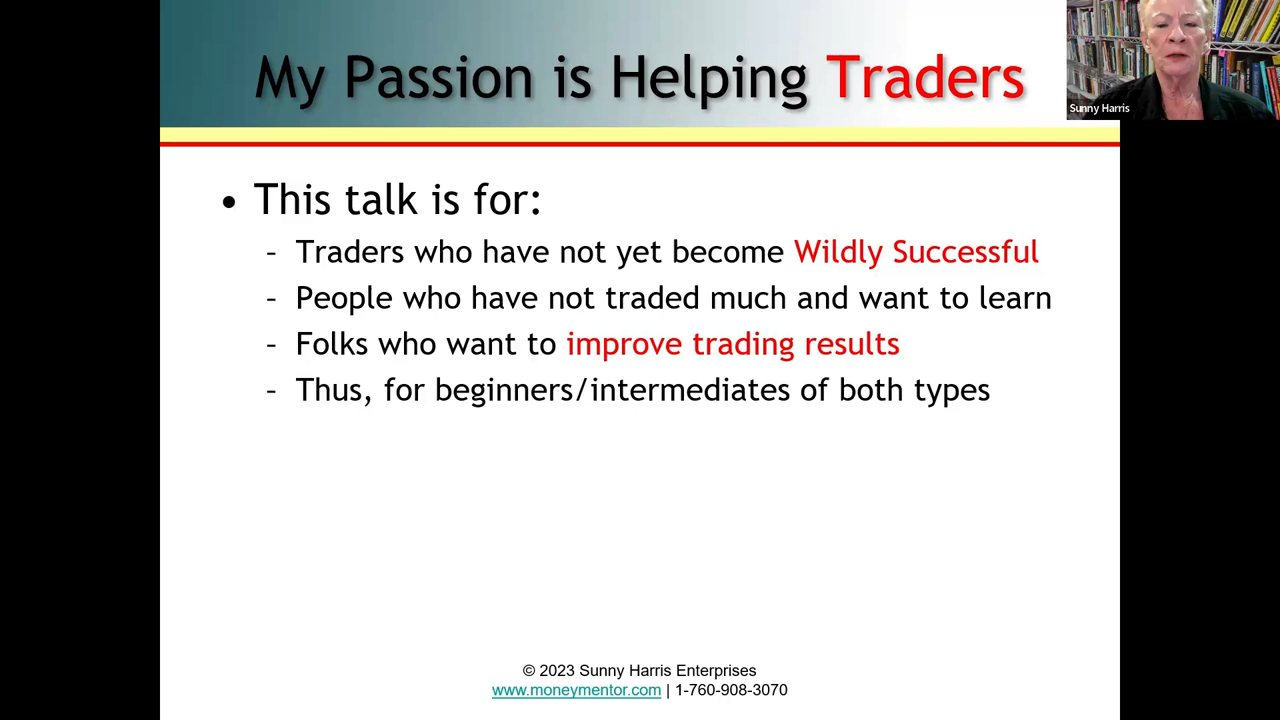 My Passion is Helping Traders
Sunny Harris
• This talk is for:
– Traders who have not yet become Wildly Successful
– People who have not traded much and want to learn
– Folks who want to improve trading results
– Thus, for beginners/intermediates of both types
© 2023 Sunny Harris Enterprises
www.moneymentor.com | 1-760-908-3070